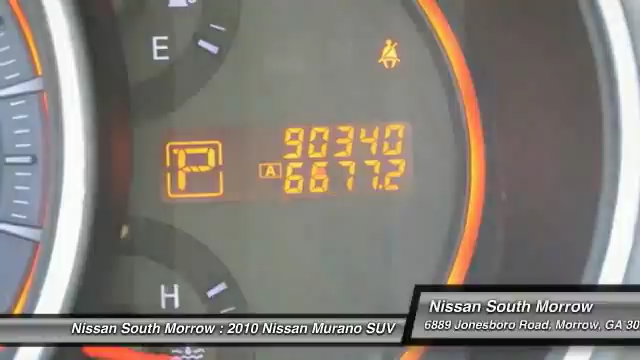 E
90340
P
A 6677.2
H
Nissan South Morrow
Nissan South Morrow : 2010 Nissan Murano SUV
6889 Jonesboro Road, Morrow, GA 30